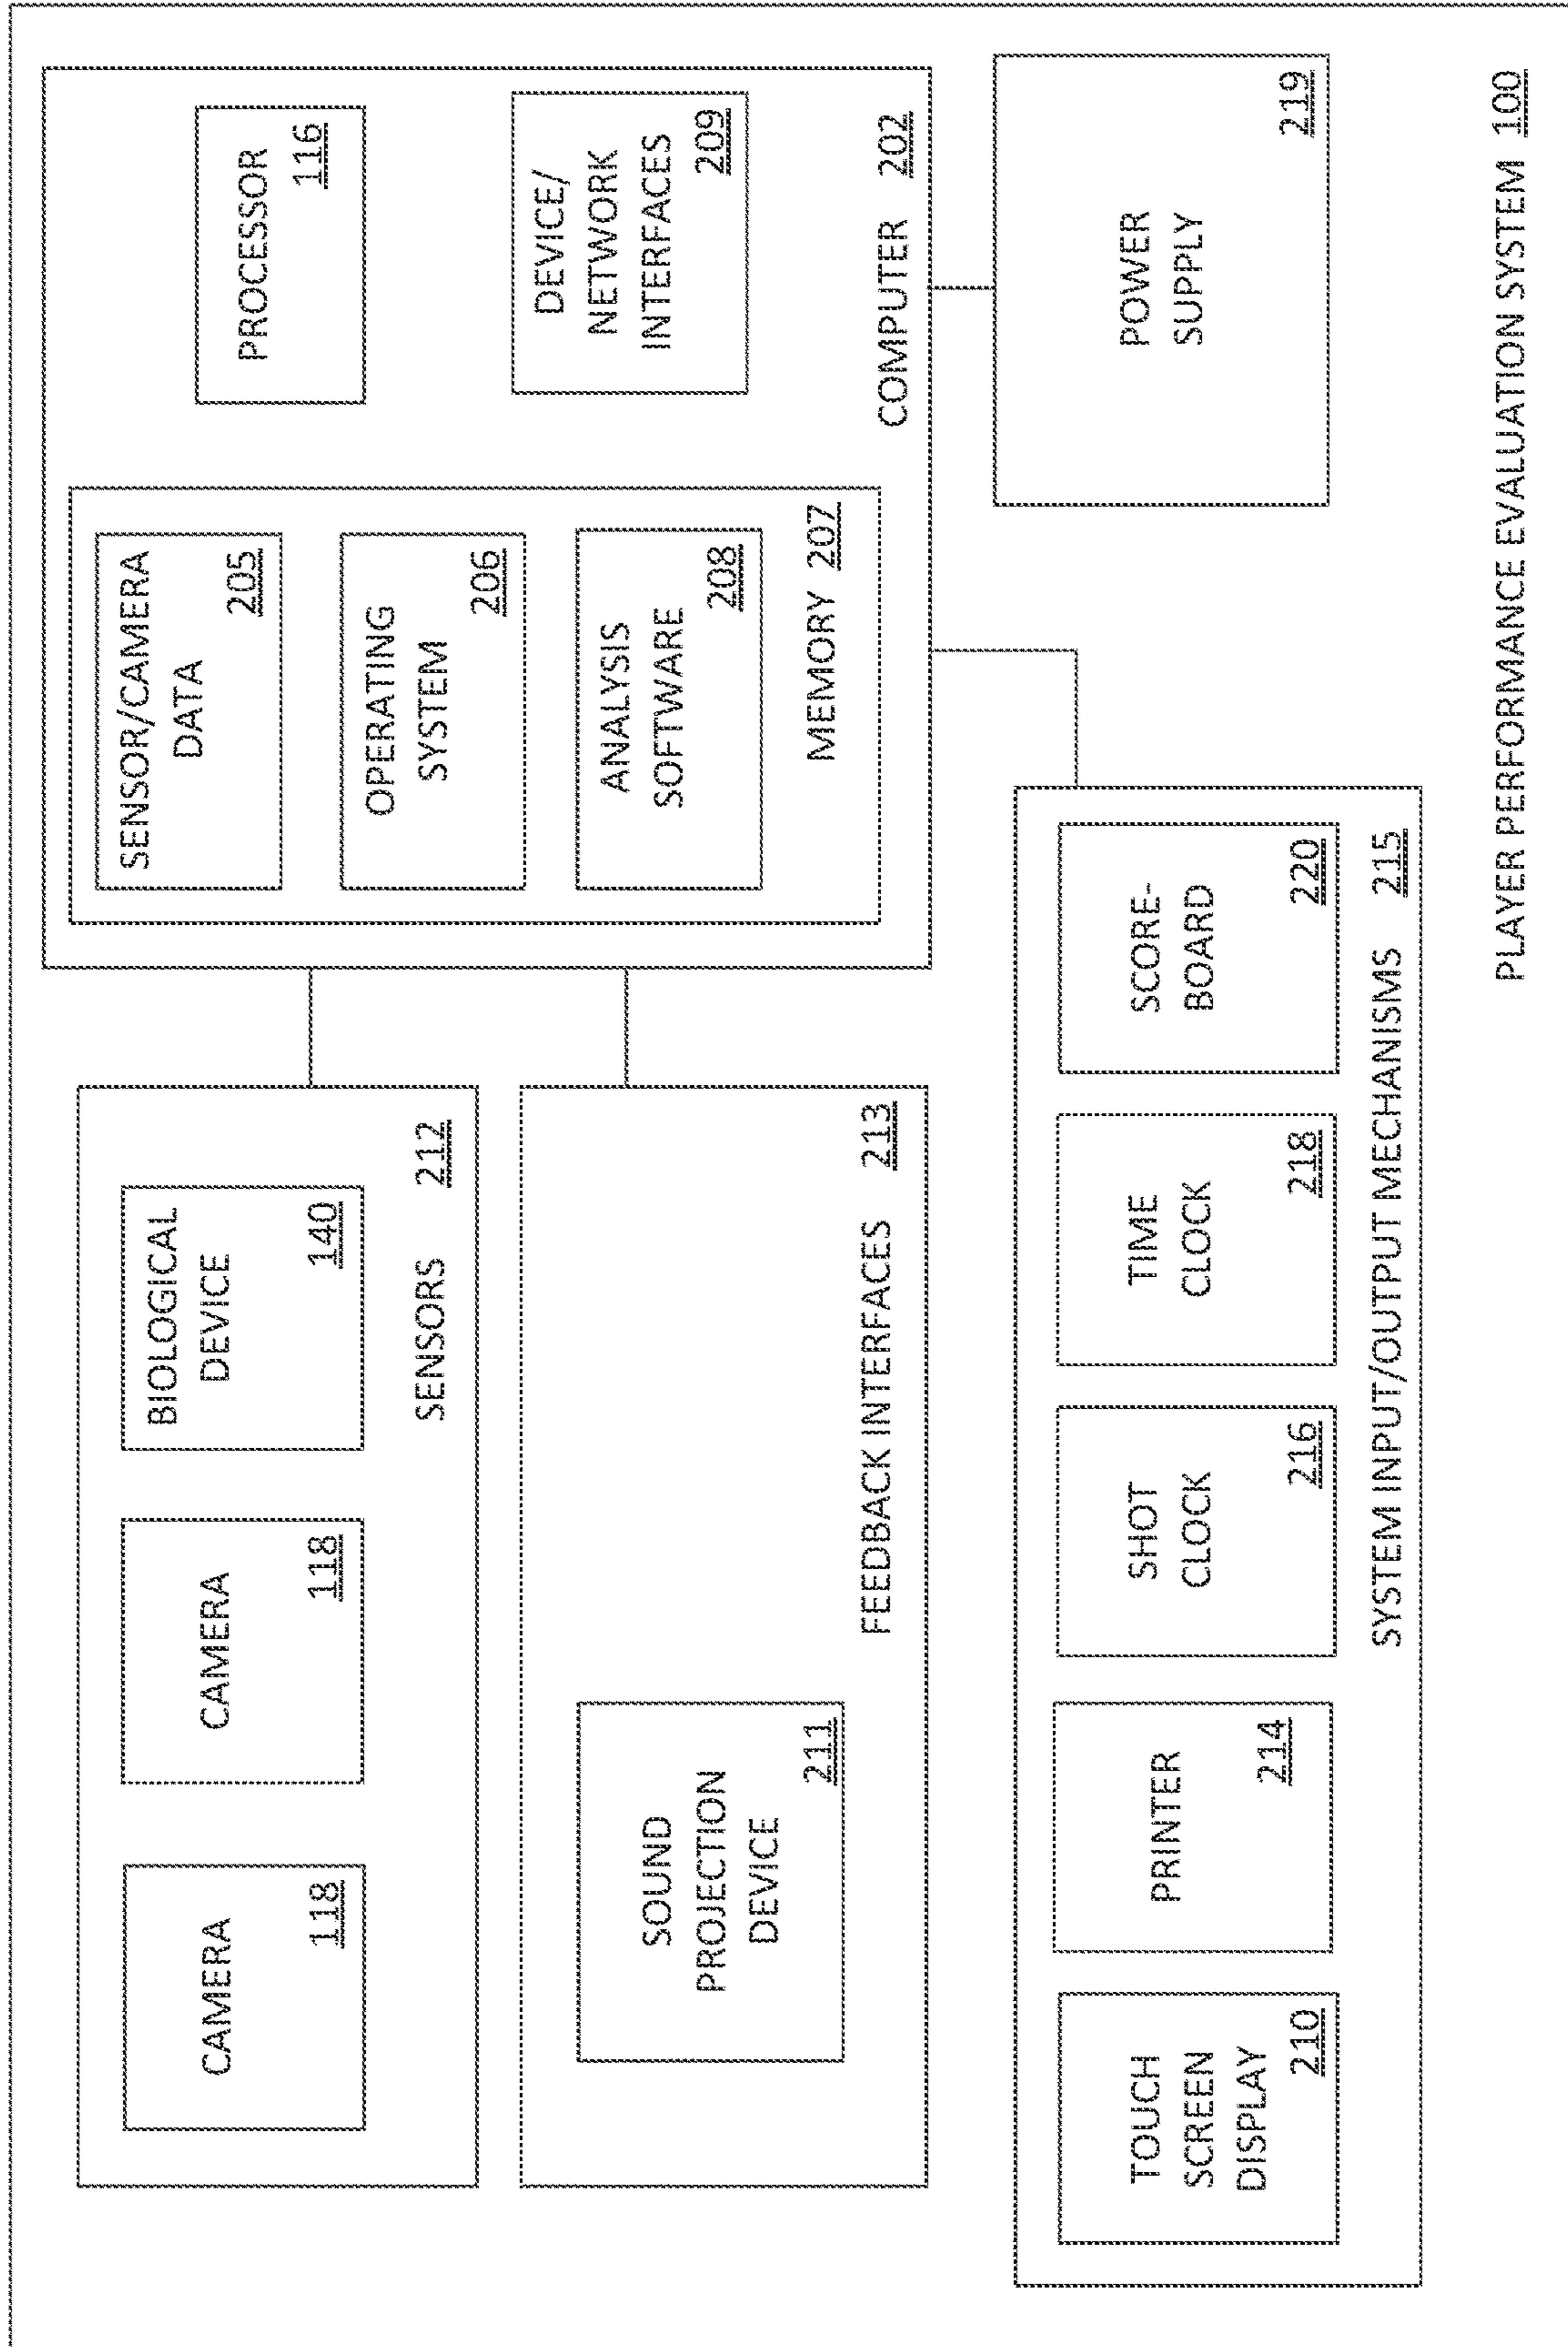 CAMERA
118
CAMERA
118
BIOLOGICAL
DEVICE
140
SENSORS 212
SENSOR/CAMERA
DATA
205
OPERATING
SYSTEM
206
ANALYSIS
SOFTWARE
208
MEMORY 207
PROCESSOR
116
DEVICE/
NETWORK
INTERFACES
209
COMPUTER 202
SOUND
PROJECTION
DEVICE
211
FEEDBACK INTERFACES 213
TOUCH
SCREEN
DISPLAY
210
PRINTER
214
SHOT
CLOCK
216
TIME
CLOCK
218
SCORE-
BOARD
220
SYSTEM INPUT/OUTPUT MECHANISMS 215
POWER
SUPPLY
219
PLAYER PERFORMANCE EVALUATION SYSTEM 100